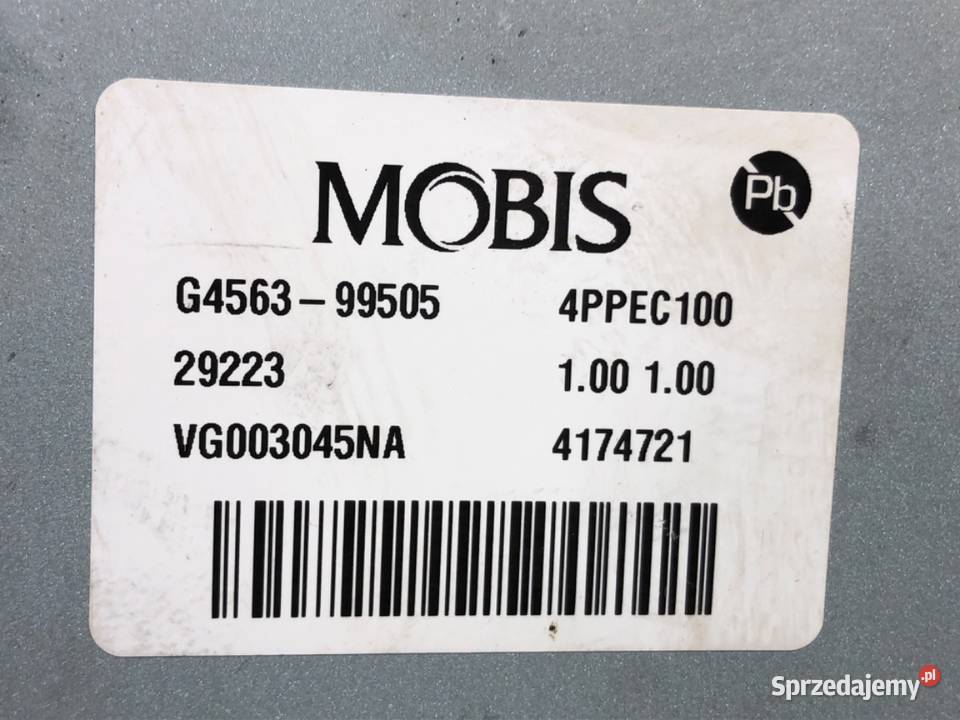 MOBIS
Pb
G4563-99505 4PPEC100
29223 1.00 1.00
VG003045NA 4174721
Sprzedajemy.pl